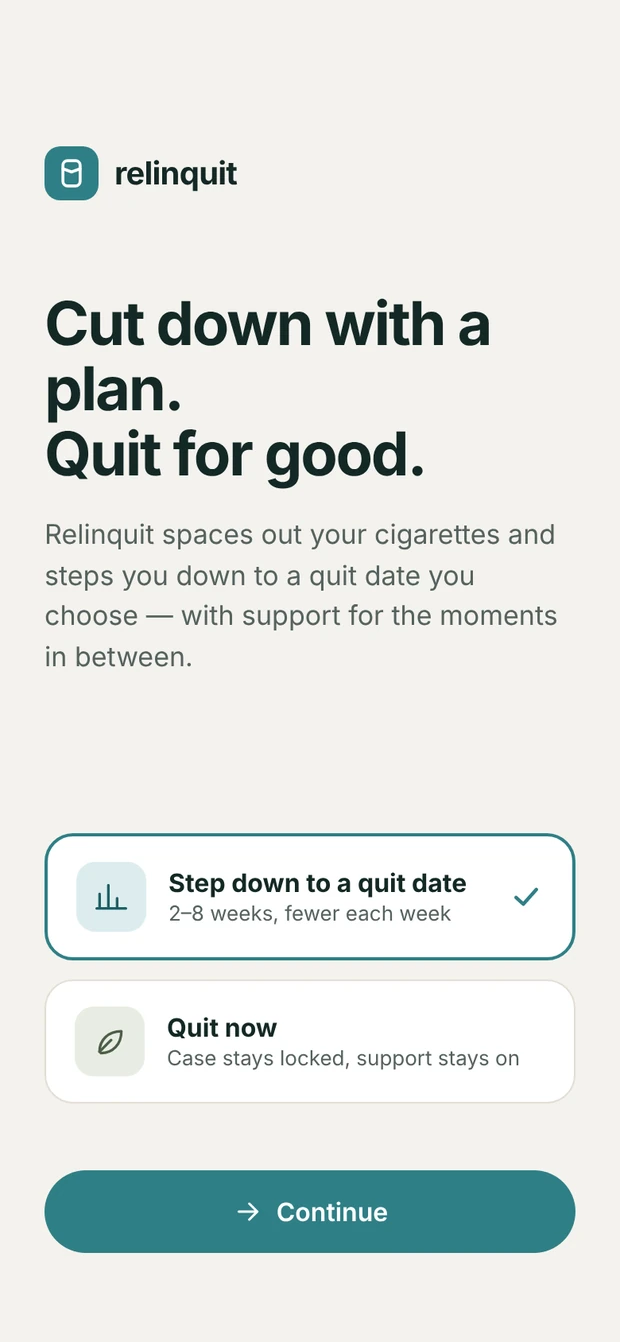 relinquit
Cut down with a
plan.
Quit for good.
Relinquit spaces out your cigarettes and
steps you down to a quit date you
choose — with support for the moments
in between.
Step down to a quit date
2–8 weeks, fewer each week
Quit now
Case stays locked, support stays on
Continue